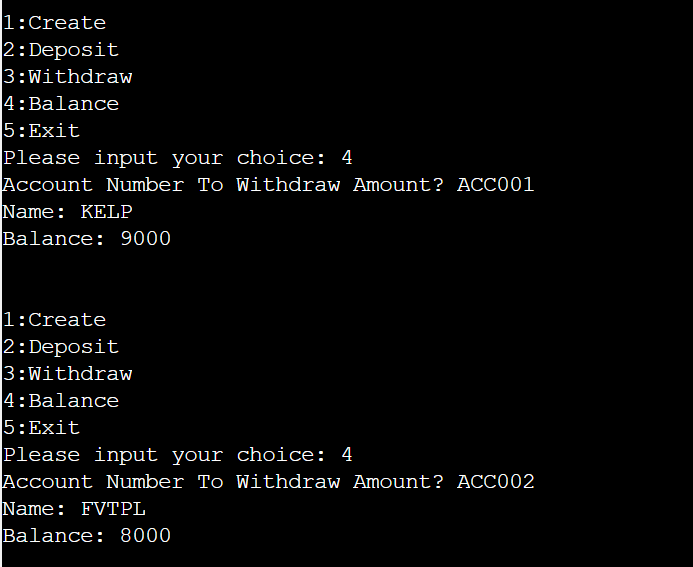 1:Create
2:Deposit
3:Withdraw
4:Balance
5:Exit
Please input your choice: 4
Account Number To Withdraw Amount? ACC001
Name: KELP
Balance: 9000
1:Create
2:Deposit
3:Withdraw
4:Balance
5:Exit
Please input your choice: 4
Account Number To Withdraw Amount? ACC002
Name: FVTPL
Balance: 8000